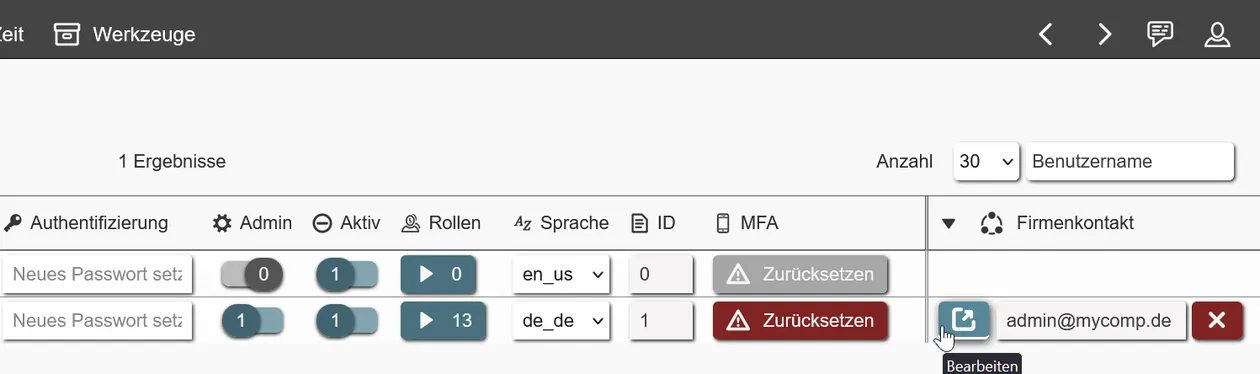 Zeit Werkzeuge
1 Ergebnisse Anzahl 30 Benutzername
Authentifizierung Admin Aktiv AZ Rollen Sprache ID MFA Firmenkontakt
Neues Passwort setz 0 1 0 en_us 0 Zurücksetzen
Neues Passwort setz 1 1 13 de_de 1 Zurücksetzen admin@mycomp.de
Bearbeiten